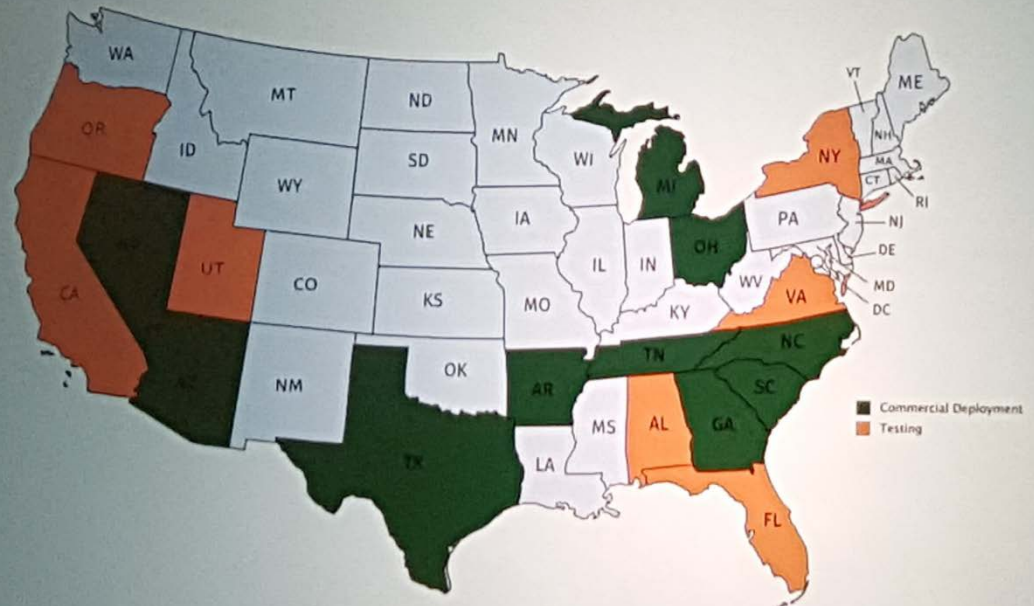 WA
MT
ND
MN
VT
ME
OR
ID
SD
WI
MI
NY
NH
MA
CT
RI
WY
IA
PA
NJ
NE
OH
DE
NV
UT
CO
IL
IN
WV
MD
DC
CA
KS
MO
KY
VA
AZ
NM
OK
AR
TN
NC
SC
TX
LA
MS
AL
GA
FL
Commercial Deployment
Testing